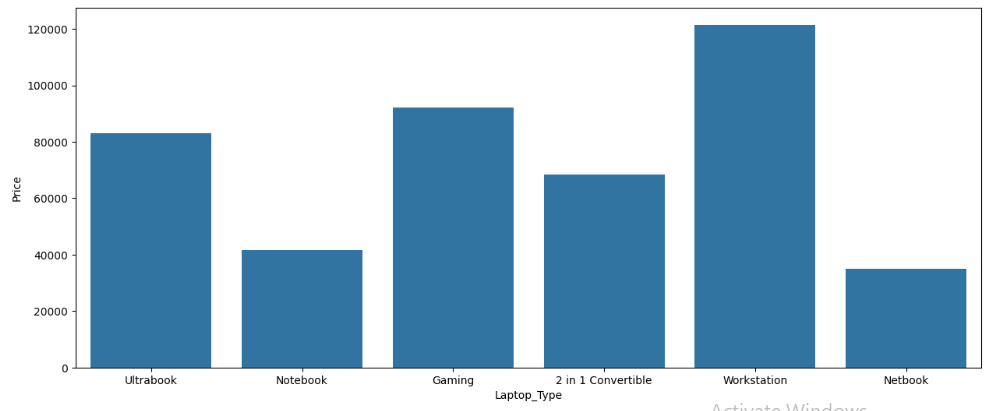 120000
100000
80000
60000
40000
20000
0
Price
Ultrabook Notebook Gaming 2 in 1 Convertible Workstation Netbook
Laptop_Type
Activate Windows